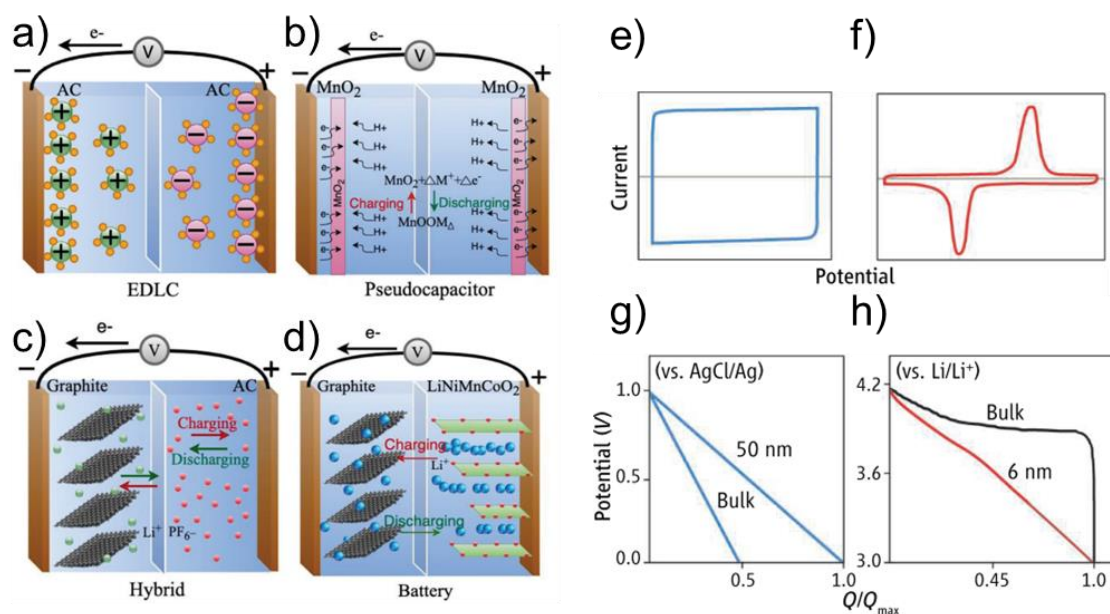 a)
e-
V
−
+
AC
AC
EDLC
b)
e-
V
−
+
MnO₂
MnO₂
e- H+
e-
e-
H+ e-
H+ e-
e-
MnO₂
MnO₂
MnO₂+△M⁺+△e⁻
Charging
Discharging
MnOOM△
e- H+
e- H+
e- H+
H+ e-
H+ e-
H+ e-
Pseudocapacitor
c)
e-
V
−
+
Graphite
AC
Charging
Discharging
Li⁺
PF₆−
Hybrid
d)
e-
V
−
+
Graphite
LiNiMnCoO₂
Charging
Li⁺
Discharging
Battery
e)
f)
Current
Potential
g)
h)
(vs. AgCl/Ag)
(vs. Li/Li⁺)
Potential (V)
1.0
0.5
0.0
50 nm
Bulk
0.5
1.0
4.2
3.6
3.0
Bulk
6 nm
0.45
1.0
Q/Qmax